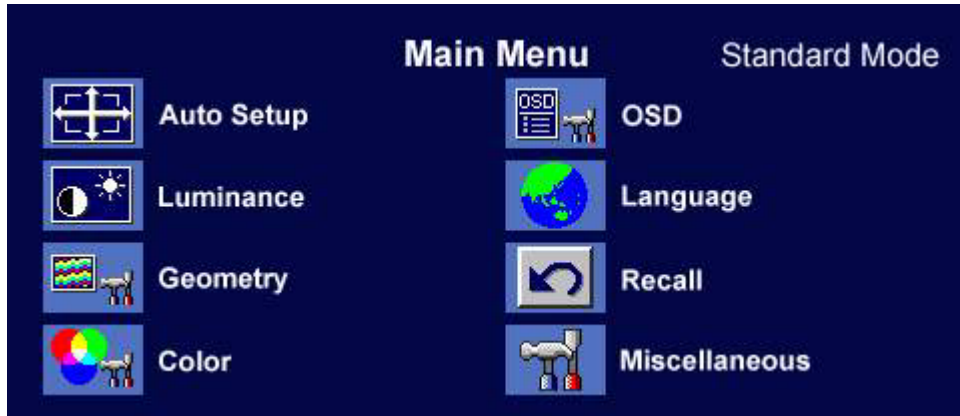 Main Menu Standard Mode
Auto Setup
OSD
OSD
Luminance
Language
Geometry
Recall
Color
Miscellaneous